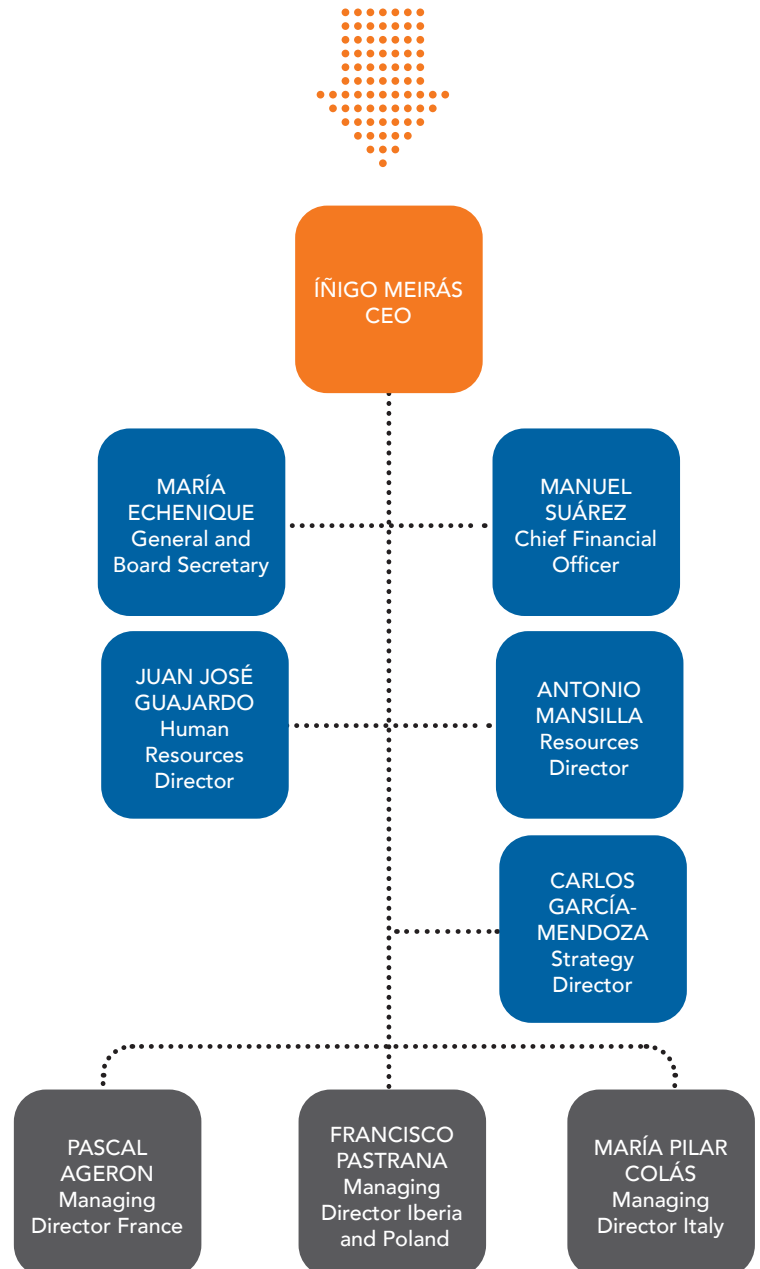 ÍÑIGO MEIRÁS
CEO
MARÍA
ECHENIQUE
General and
Board Secretary
MANUEL
SUÁREZ
Chief Financial
Officer
JUAN JOSÉ
GUAJARDO
Human
Resources
Director
ANTONIO
MANSILLA
Resources
Director
CARLOS
GARCÍA-
MENDOZA
Strategy
Director
PASCAL
AGERON
Managing
Director France
FRANCISCO
PASTRANA
Managing
Director Iberia
and Poland
MARÍA PILAR
COLÁS
Managing
Director Italy